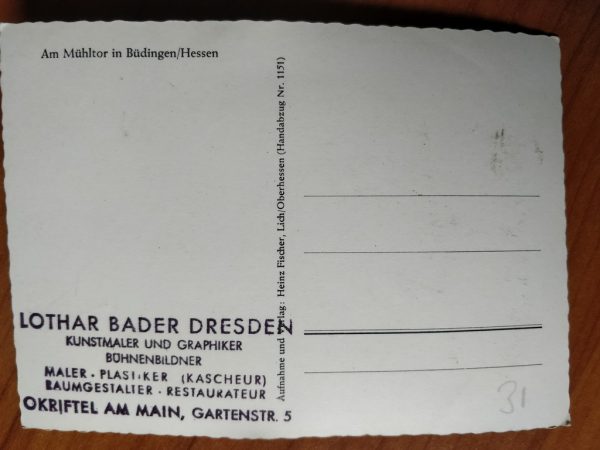 Am Mühltor in Büdingen/Hessen
Aufnahme und Verlag: Heinz Fischer, Lich/Oberhessen (Handabzug Nr. 1151)
LOTHAR BADER DRESDEN
KUNSTMALER UND GRAPHIKER
BÜHNENBILDNER
MALER · PLASTIKER (KASCHEUR)
RAUMGESTALTER · RESTAURATEUR
OKRIFTEL AM MAIN, GARTENSTR. 5
31